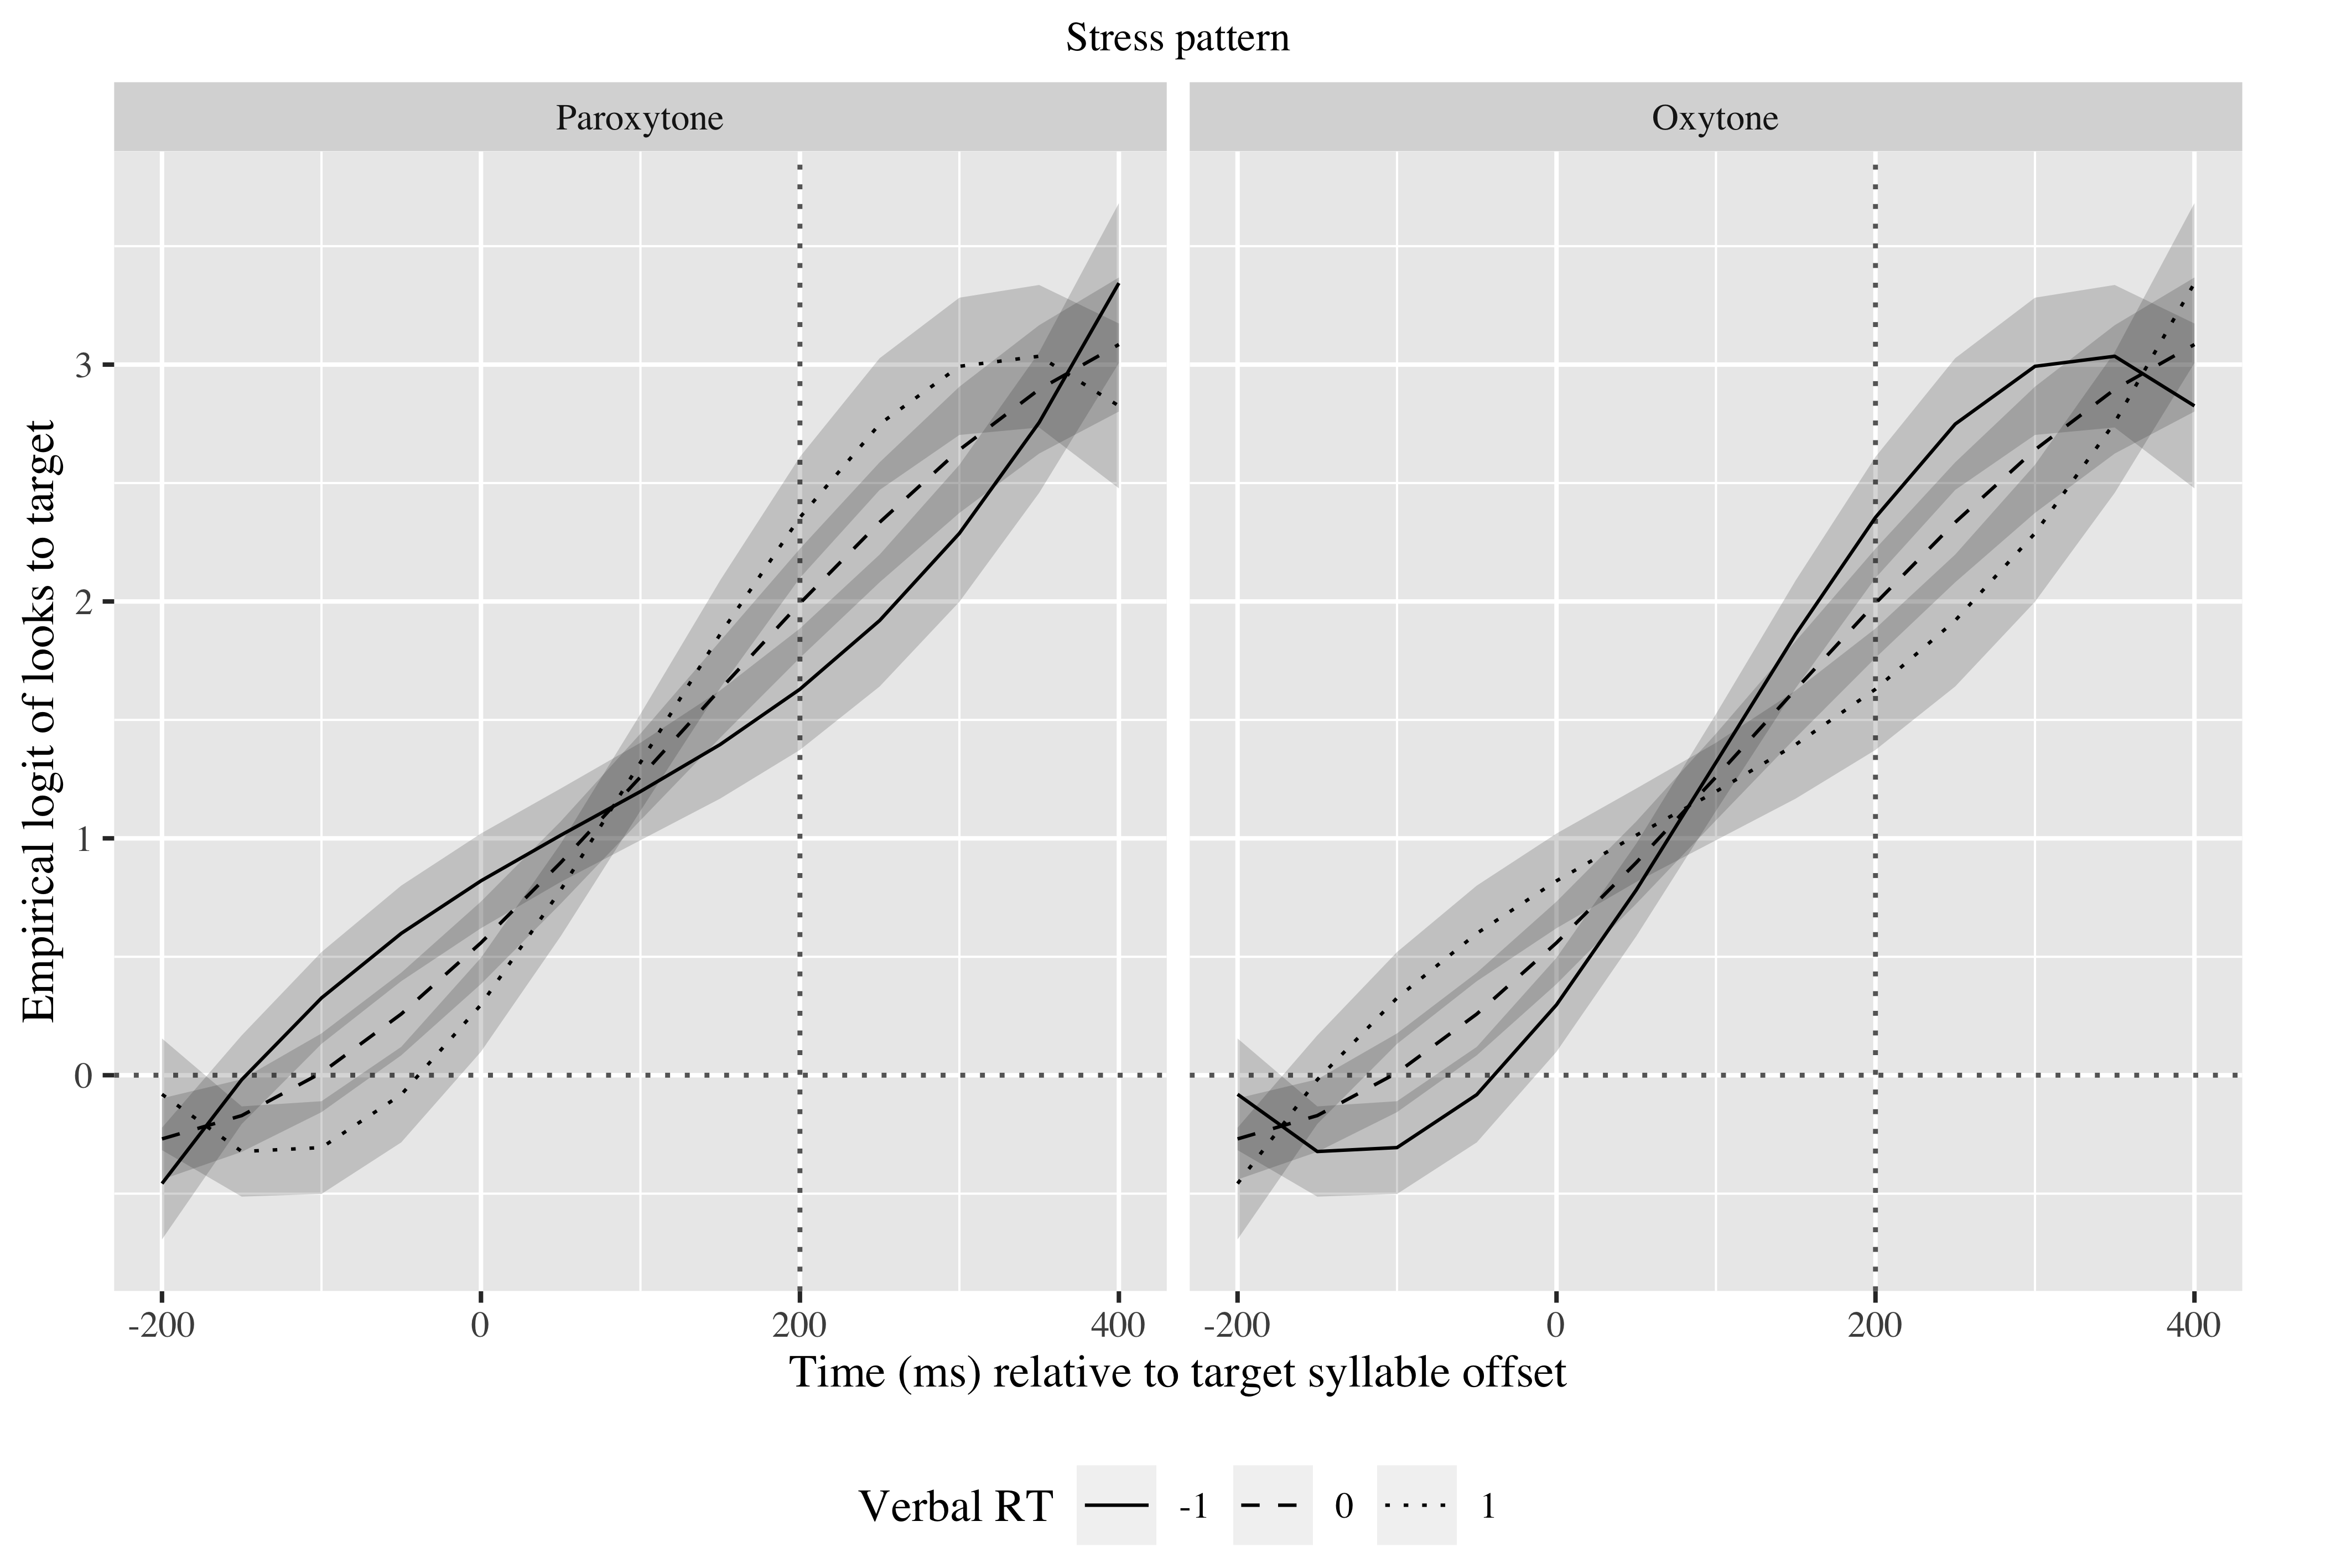 Stress pattern
Paroxytone
Oxytone
Empirical logit of looks to target
3
2
1
0
-200 0 200 400
-200 0 200 400
Time (ms) relative to target syllable offset
Verbal RT -1 0 1